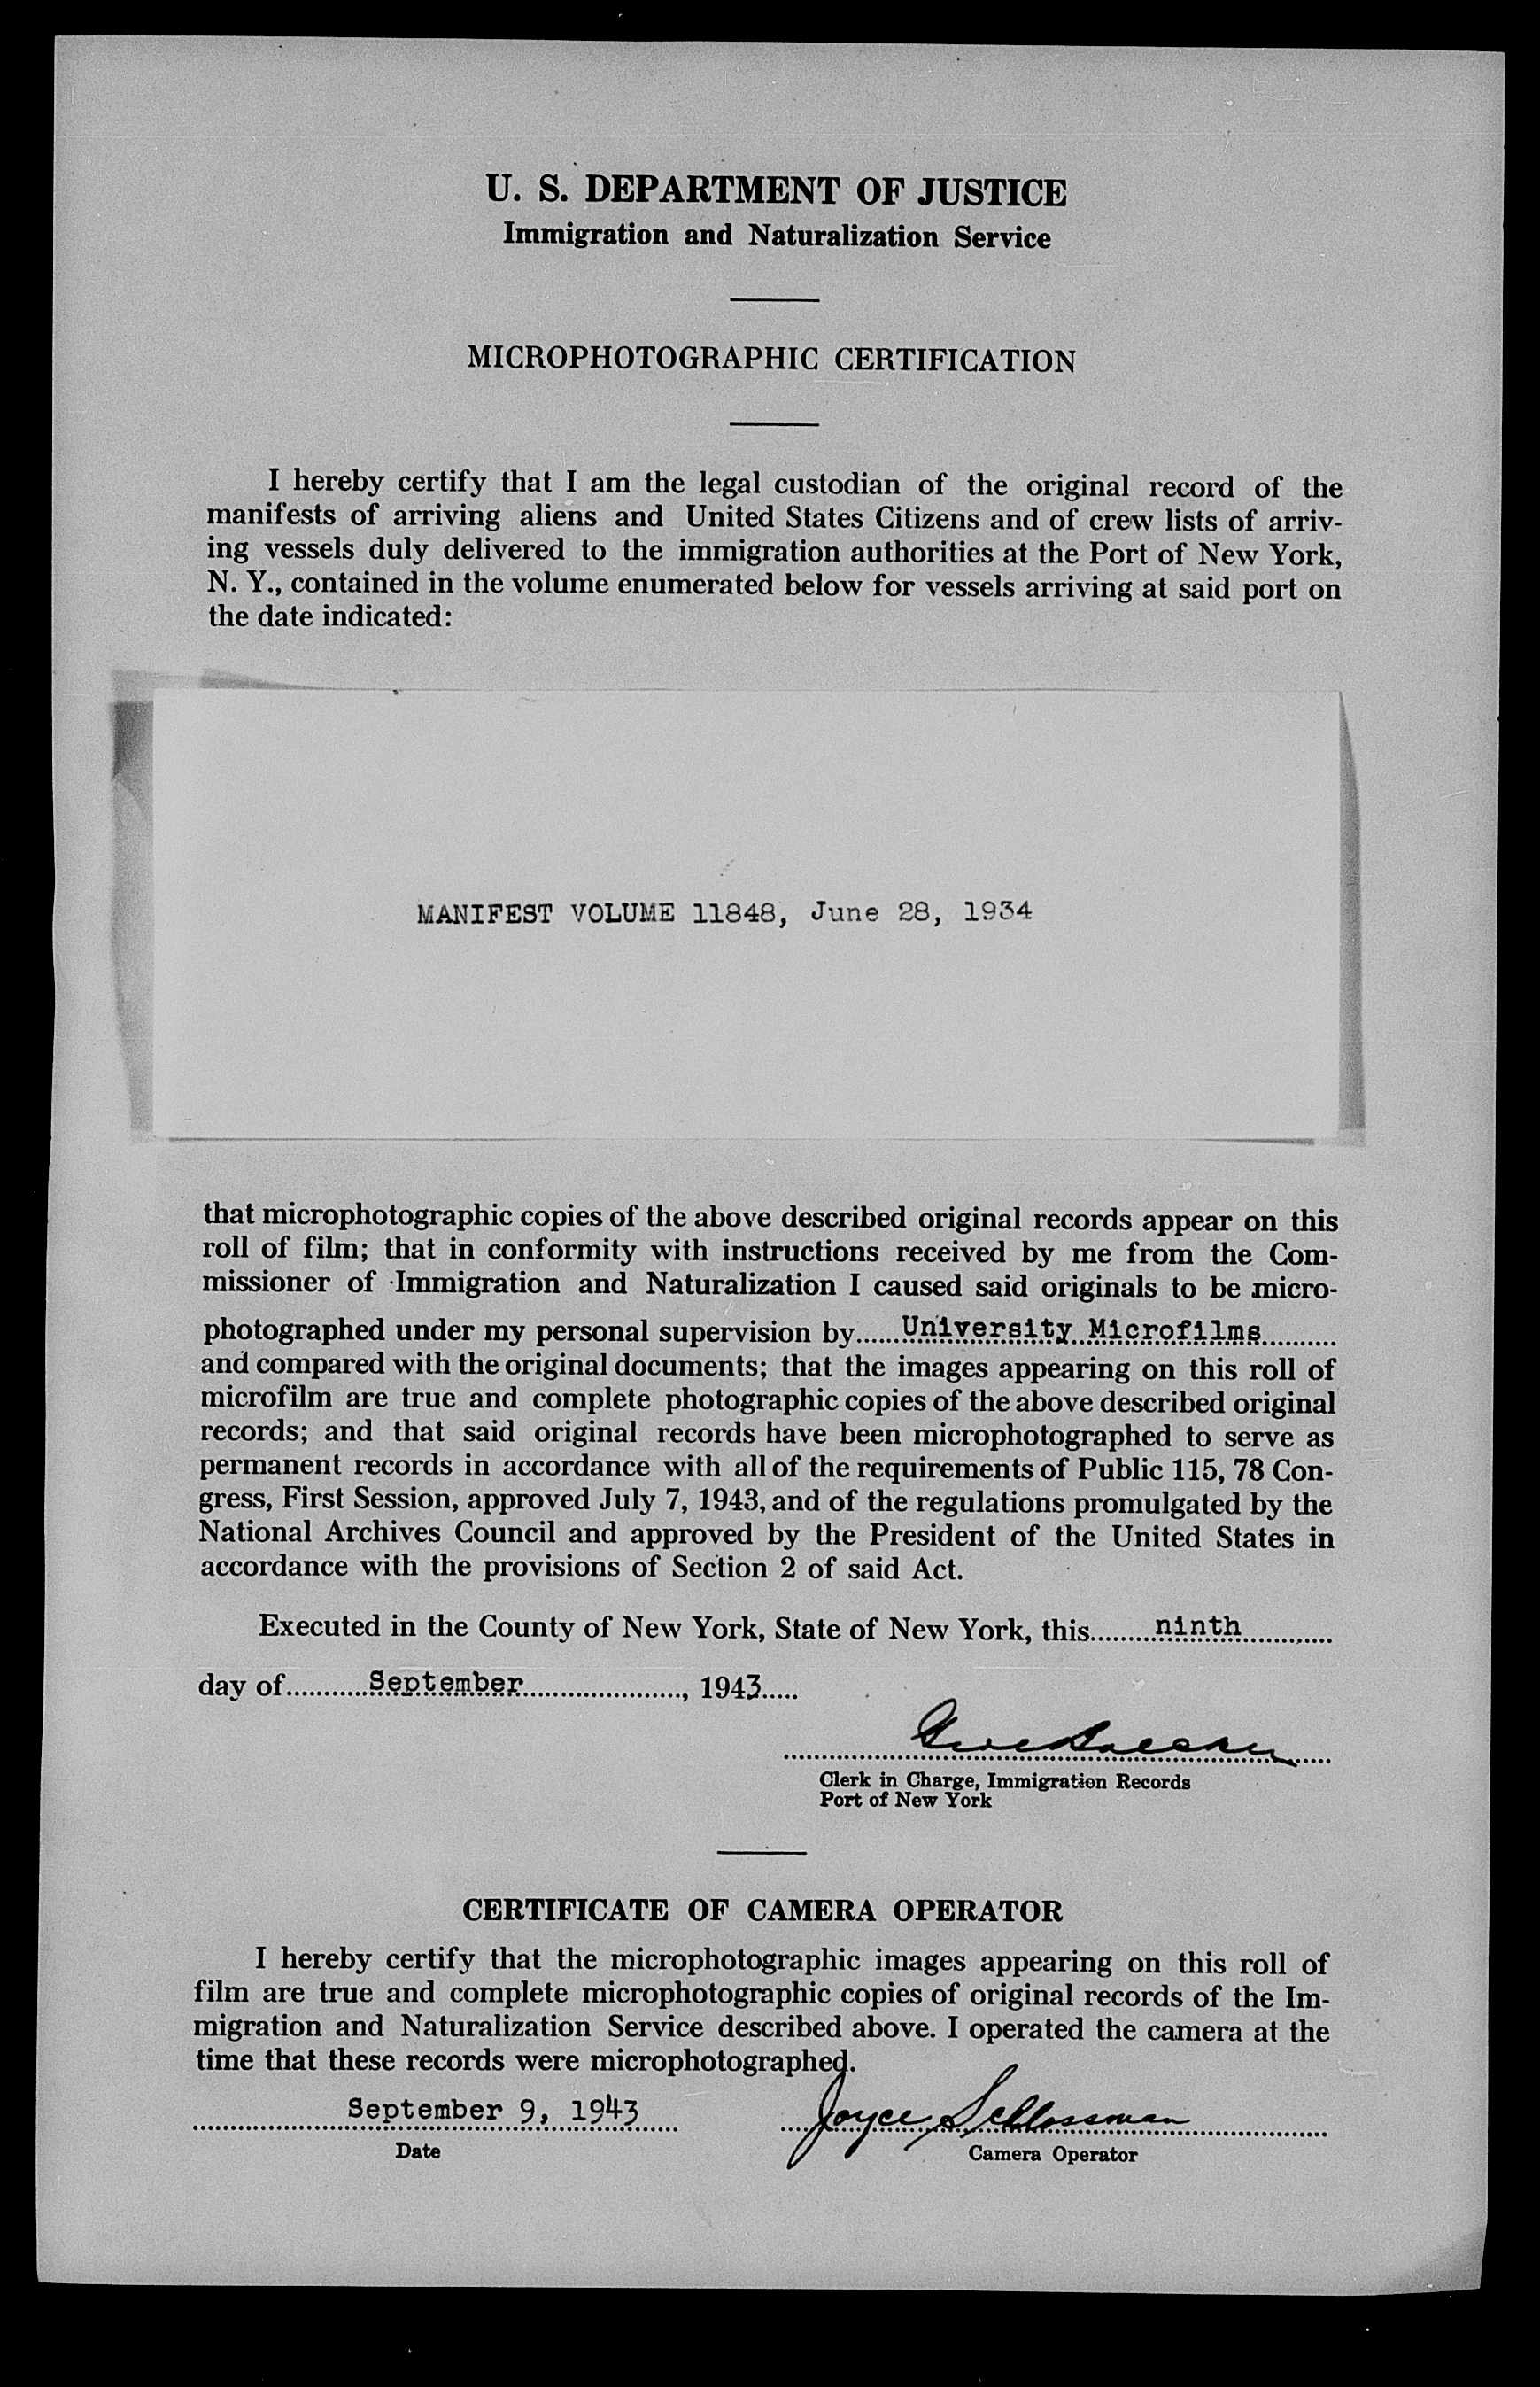 U. S. DEPARTMENT OF JUSTICE
Immigration and Naturalization Service
MICROPHOTOGRAPHIC CERTIFICATION
I hereby certify that I am the legal custodian of the original record of the
manifests of arriving aliens and United States Citizens and of crew lists of arriv-
ing vessels duly delivered to the immigration authorities at the Port of New York,
N. Y., contained in the volume enumerated below for vessels arriving at said port on
the date indicated:
MANIFEST VOLUME 11848, June 28, 1934
that microphotographic copies of the above described original records appear on this
roll of film; that in conformity with instructions received by me from the Com-
missioner of Immigration and Naturalization I caused said originals to be micro-
photographed under my personal supervision by......University Microfilms..........
and compared with the original documents; that the images appearing on this roll of
microfilm are true and complete photographic copies of the above described original
records; and that said original records have been microphotographed to serve as
permanent records in accordance with all of the requirements of Public 115, 78 Con-
gress, First Session, approved July 7, 1943, and of the regulations promulgated by the
National Archives Council and approved by the President of the United States in
accordance with the provisions of Section 2 of said Act.
Executed in the County of New York, State of New York, this.........ninth............
day of...........September....................., 1943.....
Clerk in Charge, Immigration Records
Port of New York
CERTIFICATE OF CAMERA OPERATOR
I hereby certify that the microphotographic images appearing on this roll of
film are true and complete microphotographic copies of original records of the Im-
migration and Naturalization Service described above. I operated the camera at the
time that these records were microphotographed.
September 9, 1943 Joyce Schlossman
Date Camera Operator